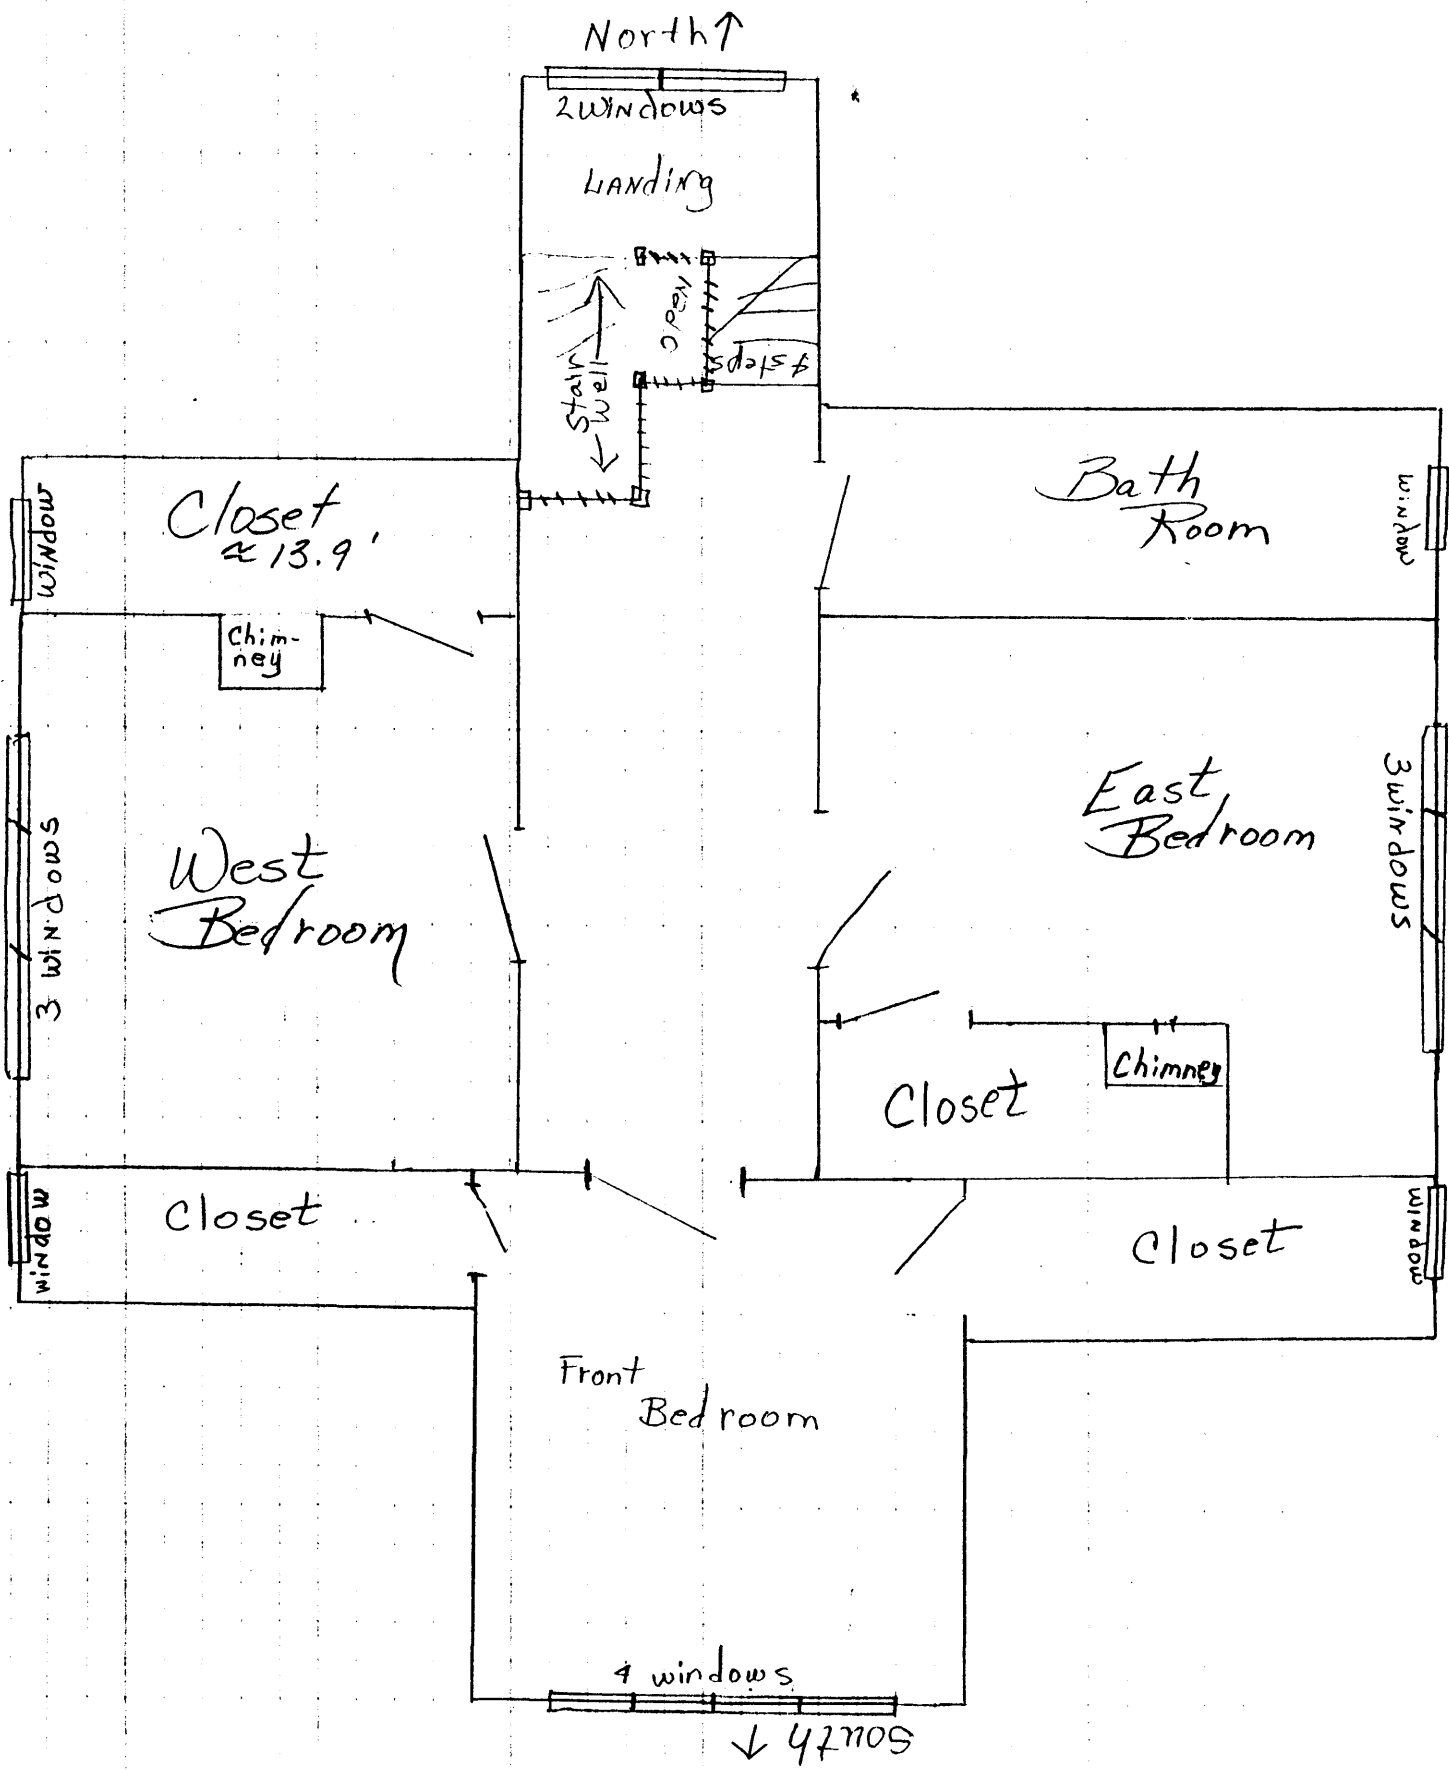 North↑
2 Windows
Landing
OPEN
Stair
Well
4 steps
Closet
≈ 13.9'
Window
Bath
Room
window
Chim-
ney
West
Bedroom
3 windows
East
Bedroom
3 windows
Closet
Chimney
Closet
window
Closet
window
Front
Bedroom
4 windows
↓ South